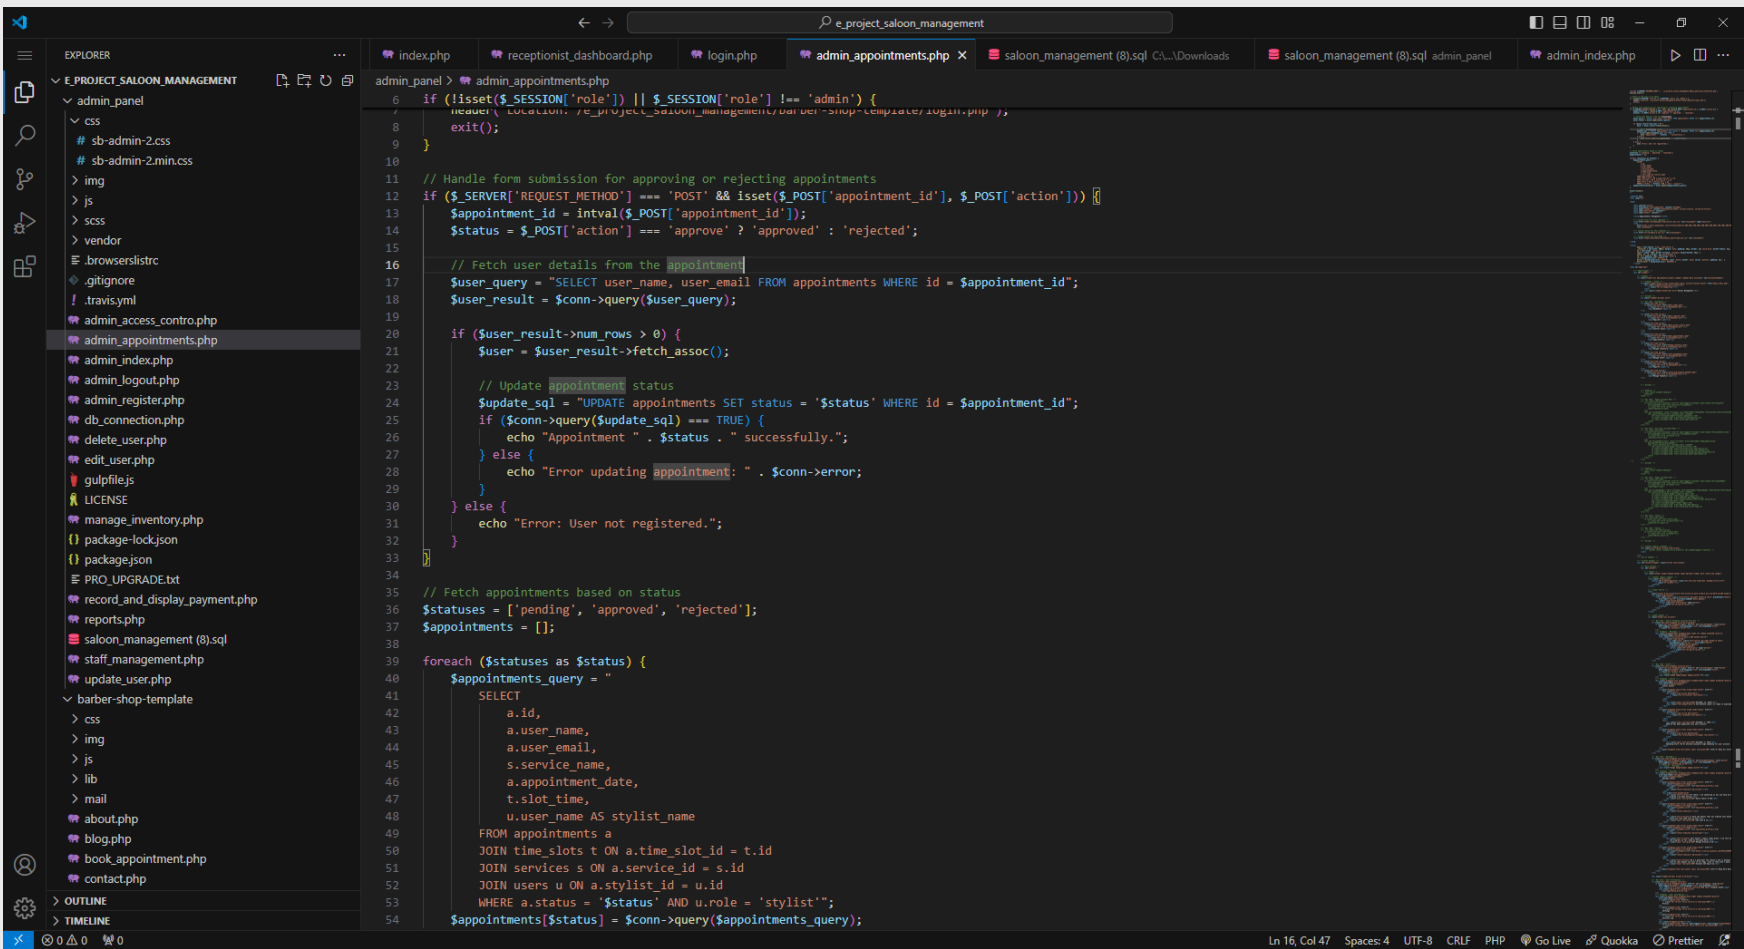 e_project_saloon_management
EXPLORER
E_PROJECT_SALOON_MANAGEMENT
admin_panel
css
# sb-admin-2.css
# sb-admin-2.min.css
img
js
scss
vendor
.browserslistrc
.gitignore
! .travis.yml
admin_access_contro.php
admin_appointments.php
admin_index.php
admin_logout.php
admin_register.php
db_connection.php
delete_user.php
edit_user.php
gulpfile.js
LICENSE
manage_inventory.php
{} package-lock.json
{} package.json
PRO_UPGRADE.txt
record_and_display_payment.php
reports.php
saloon_management (8).sql
staff_management.php
update_user.php
barber-shop-template
css
img
js
lib
mail
about.php
blog.php
book_appointment.php
contact.php
OUTLINE
TIMELINE
index.php receptionist_dashboard.php login.php admin_appointments.php saloon_management (8).sql C:\...\Downloads saloon_management (8).sql admin_panel admin_index.php
admin_panel > admin_appointments.php
6 if (!isset($_SESSION['role']) || $_SESSION['role'] !== 'admin') {
7 header('Location: /e_project_saloon_management/barber-shop-template/login.php');
8 exit();
9 }
10
11 // Handle form submission for approving or rejecting appointments
12 if ($_SERVER['REQUEST_METHOD'] === 'POST' && isset($_POST['appointment_id'], $_POST['action'])) {
13 $appointment_id = intval($_POST['appointment_id']);
14 $status = $_POST['action'] === 'approve' ? 'approved' : 'rejected';
15
16 // Fetch user details from the appointment
17 $user_query = "SELECT user_name, user_email FROM appointments WHERE id = $appointment_id";
18 $user_result = $conn->query($user_query);
19
20 if ($user_result->num_rows > 0) {
21 $user = $user_result->fetch_assoc();
22
23 // Update appointment status
24 $update_sql = "UPDATE appointments SET status = '$status' WHERE id = $appointment_id";
25 if ($conn->query($update_sql) === TRUE) {
26 echo "Appointment " . $status . " successfully.";
27 } else {
28 echo "Error updating appointment: " . $conn->error;
29 }
30 } else {
31 echo "Error: User not registered.";
32 }
33 }
34
35 // Fetch appointments based on status
36 $statuses = ['pending', 'approved', 'rejected'];
37 $appointments = [];
38
39 foreach ($statuses as $status) {
40 $appointments_query = "
41 SELECT
42 a.id,
43 a.user_name,
44 a.user_email,
45 s.service_name,
46 a.appointment_date,
47 t.slot_time,
48 u.user_name AS stylist_name
49 FROM appointments a
50 JOIN time_slots t ON a.time_slot_id = t.id
51 JOIN services s ON a.service_id = s.id
52 JOIN users u ON a.stylist_id = u.id
53 WHERE a.status = '$status' AND u.role = 'stylist'";
54 $appointments[$status] = $conn->query($appointments_query);
0 0 0 Ln 16, Col 47 Spaces: 4 UTF-8 CRLF PHP Go Live Quokka Prettier